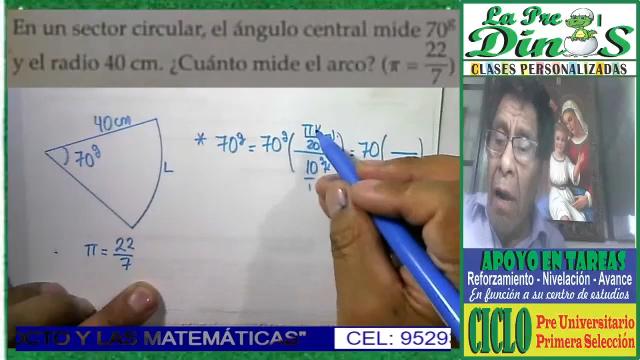 En un sector circular, el ángulo central mide 70ᵍ
y el radío 40 cm. ¿Cuánto mide el arco? (π = 22/7)
La Pre
DinoS
CLASES PERSONALIZADAS
40cm
70ᵍ
L
* 70ᵍ = 70ᵍ ( ) = 70( )
π = 22/7
OCTO Y LAS MATEMÁTICAS" CEL: 9529
APOYO EN TAREAS
Reforzamiento - Nivelación - Avance
En función a su centro de estudios
CICLO Pre Universitario
Primera Selección